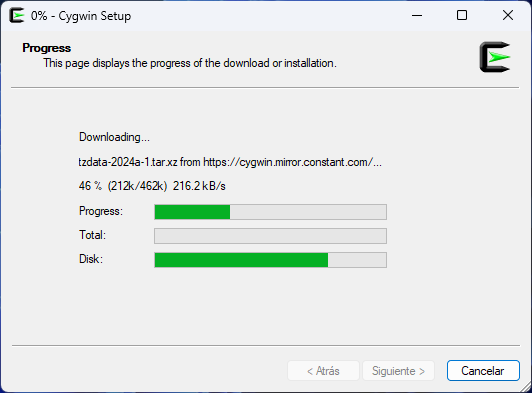 0% - Cygwin Setup
Progress
This page displays the progress of the download or installation.
Downloading...
tzdata-2024a-1.tar.xz from https://cygwin.mirror.constant.com/...
46 % (212k/462k) 216.2 kB/s
Progress:
Total:
Disk:
< Atrás
Siguiente >
Cancelar